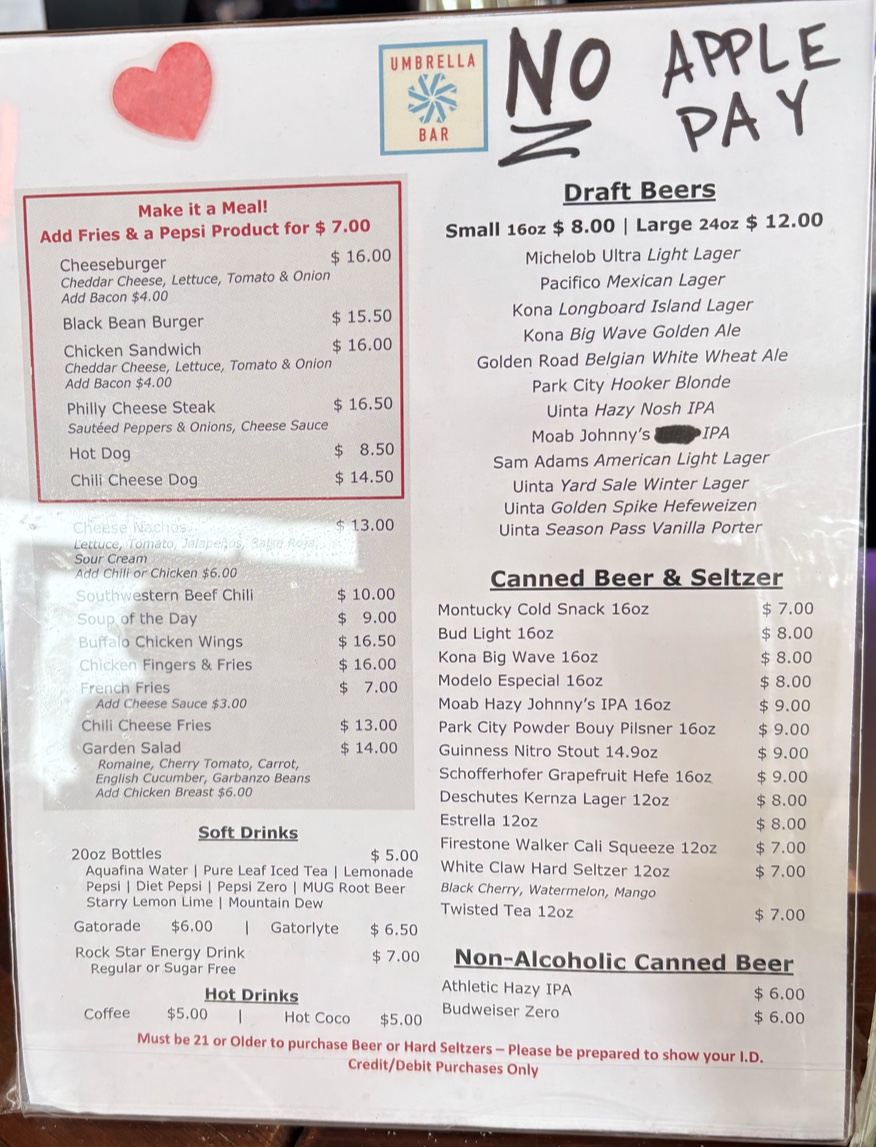 UMBRELLA
BAR
NO APPLE
PAY
Make it a Meal!
Add Fries & a Pepsi Product for $ 7.00
Cheeseburger $ 16.00
Cheddar Cheese, Lettuce, Tomato & Onion
Add Bacon $4.00
Black Bean Burger $ 15.50
Chicken Sandwich $ 16.00
Cheddar Cheese, Lettuce, Tomato & Onion
Add Bacon $4.00
Philly Cheese Steak $ 16.50
Sautéed Peppers & Onions, Cheese Sauce
Hot Dog $ 8.50
Chili Cheese Dog $ 14.50
Cheese Nachos $ 13.00
Lettuce, Tomato, Jalapeños, Salsa Roja,
Sour Cream
Add Chili or Chicken $6.00
Southwestern Beef Chili $ 10.00
Soup of the Day $ 9.00
Buffalo Chicken Wings $ 16.50
Chicken Fingers & Fries $ 16.00
French Fries $ 7.00
Add Cheese Sauce $3.00
Chili Cheese Fries $ 13.00
Garden Salad $ 14.00
Romaine, Cherry Tomato, Carrot,
English Cucumber, Garbanzo Beans
Add Chicken Breast $6.00
Soft Drinks
20oz Bottles $ 5.00
Aquafina Water | Pure Leaf Iced Tea | Lemonade
Pepsi | Diet Pepsi | Pepsi Zero | MUG Root Beer
Starry Lemon Lime | Mountain Dew
Gatorade $6.00 | Gatorlyte $ 6.50
Rock Star Energy Drink $ 7.00
Regular or Sugar Free
Hot Drinks
Coffee $5.00 | Hot Coco $5.00
Draft Beers
Small 16oz $ 8.00 | Large 24oz $ 12.00
Michelob Ultra Light Lager
Pacifico Mexican Lager
Kona Longboard Island Lager
Kona Big Wave Golden Ale
Golden Road Belgian White Wheat Ale
Park City Hooker Blonde
Uinta Hazy Nosh IPA
Moab Johnny's IPA
Sam Adams American Light Lager
Uinta Yard Sale Winter Lager
Uinta Golden Spike Hefeweizen
Uinta Season Pass Vanilla Porter
Canned Beer & Seltzer
Montucky Cold Snack 16oz $ 7.00
Bud Light 16oz $ 8.00
Kona Big Wave 16oz $ 8.00
Modelo Especial 16oz $ 8.00
Moab Hazy Johnny's IPA 16oz $ 9.00
Park City Powder Bouy Pilsner 16oz $ 9.00
Guinness Nitro Stout 14.9oz $ 9.00
Schofferhofer Grapefruit Hefe 16oz $ 9.00
Deschutes Kernza Lager 12oz $ 8.00
Estrella 12oz $ 8.00
Firestone Walker Cali Squeeze 12oz $ 7.00
White Claw Hard Seltzer 12oz $ 7.00
Black Cherry, Watermelon, Mango
Twisted Tea 12oz $ 7.00
Non-Alcoholic Canned Beer
Athletic Hazy IPA $ 6.00
Budweiser Zero $ 6.00
Must be 21 or Older to purchase Beer or Hard Seltzers – Please be prepared to show your I.D.
Credit/Debit Purchases Only